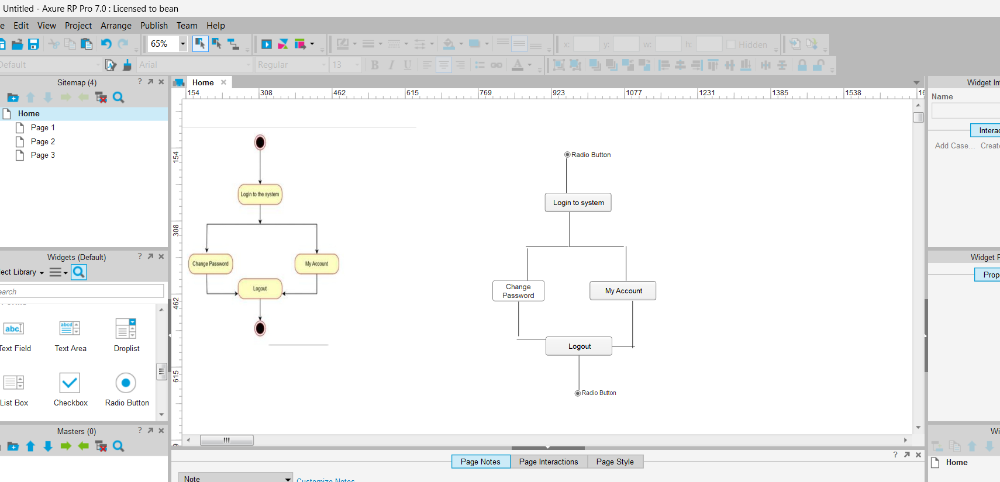 Untitled - Axure RP Pro 7.0 : Licensed to bean
e Edit View Project Arrange Publish Team Help
65%
x: y: w: h: Hidden
Default Arial Regular 13 B I U A
Sitemap (4) ?
Home
Page 1
Page 2
Page 3
Home
154 308 462 615 769 923 1077 1231 1385 1538 16
154
308
462
615
Login to the system
Change Password
My Account
Logout
Radio Button
Login to system
Change
Password
My Account
Logout
Radio Button
Widgets (Default) ?
ect Library
earch
abc
Text Field
abcd
Text Area
Droplist
List Box
Checkbox
Radio Button
Masters (0) ?
Page Notes Page Interactions Page Style
?
Note
Customize Notes
Widget In
Name
Interac
Add Case... Create
Widget P
Prop
Wi
Home